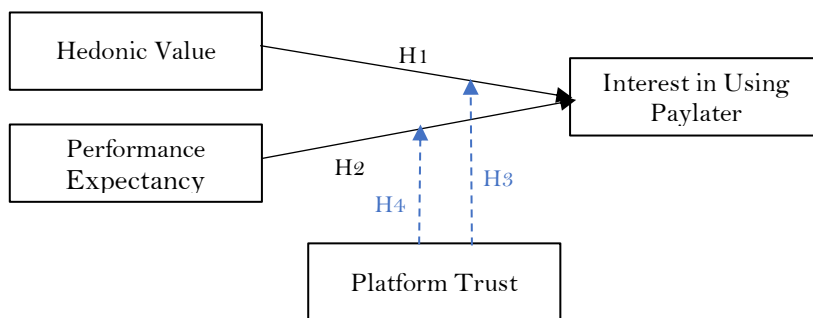 Hedonic Value
H1
Interest in Using
Paylater
Performance
Expectancy
H2
H3
H4
Platform Trust